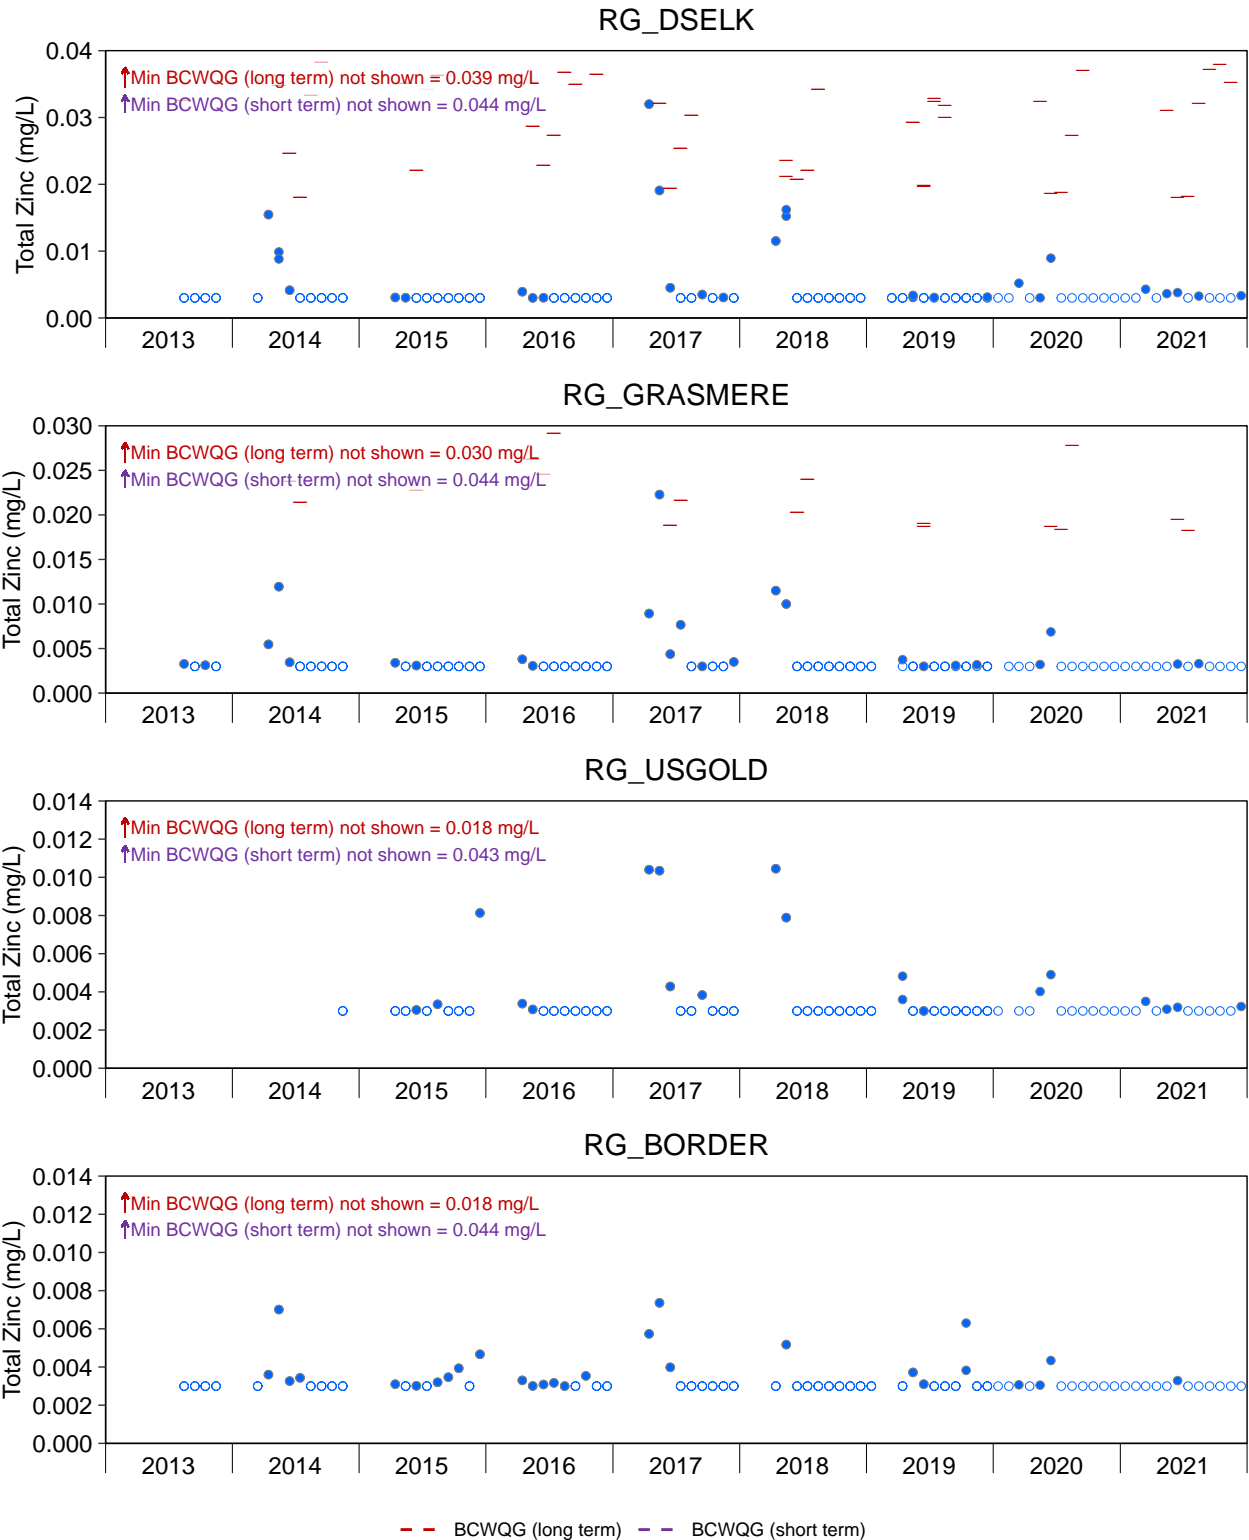 RG_DSELK
Total Zinc (mg/L)
0.04
0.03
0.02
0.01
0.00
Min BCWQG (long term) not shown = 0.039 mg/L
Min BCWQG (short term) not shown = 0.044 mg/L
2013 2014 2015 2016 2017 2018 2019 2020 2021
RG_GRASMERE
Total Zinc (mg/L)
0.030
0.025
0.020
0.015
0.010
0.005
0.000
Min BCWQG (long term) not shown = 0.030 mg/L
Min BCWQG (short term) not shown = 0.044 mg/L
2013 2014 2015 2016 2017 2018 2019 2020 2021
RG_USGOLD
Total Zinc (mg/L)
0.014
0.012
0.010
0.008
0.006
0.004
0.002
0.000
Min BCWQG (long term) not shown = 0.018 mg/L
Min BCWQG (short term) not shown = 0.043 mg/L
2013 2014 2015 2016 2017 2018 2019 2020 2021
RG_BORDER
Total Zinc (mg/L)
0.014
0.012
0.010
0.008
0.006
0.004
0.002
0.000
Min BCWQG (long term) not shown = 0.018 mg/L
Min BCWQG (short term) not shown = 0.044 mg/L
2013 2014 2015 2016 2017 2018 2019 2020 2021
BCWQG (long term) BCWQG (short term)